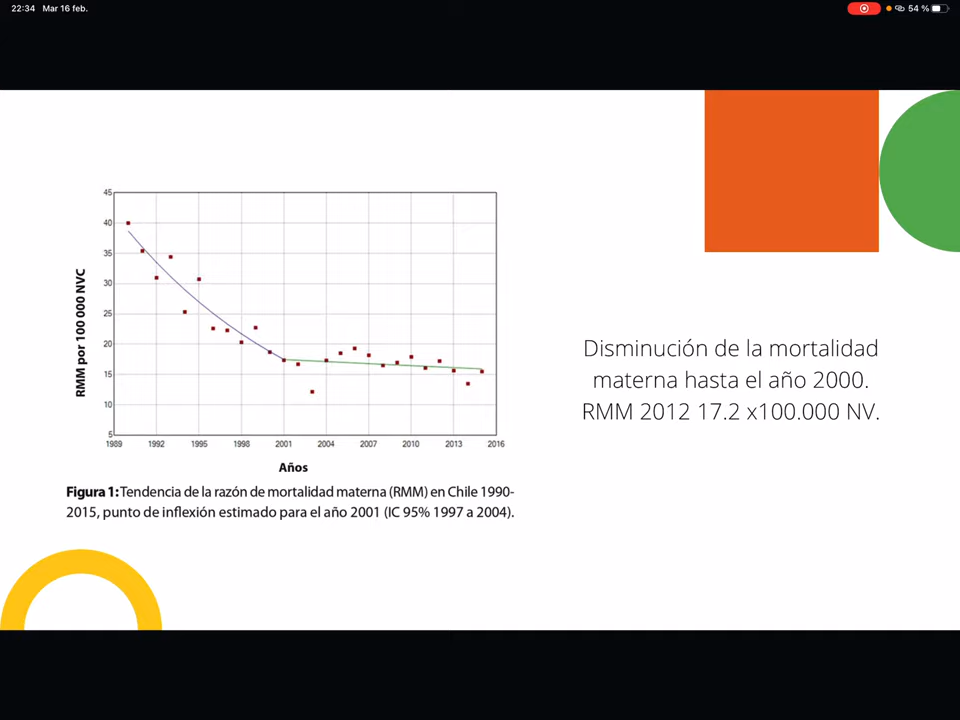 22:34 Mar 16 feb.
54 %
45
40
35
30
25
20
15
10
5
RMM por 100 000 NVC
1989 1992 1995 1998 2001 2004 2007 2010 2013 2016
Años
Figura 1: Tendencia de la razón de mortalidad materna (RMM) en Chile 1990-
2015, punto de inflexión estimado para el año 2001 (IC 95% 1997 a 2004).
Disminución de la mortalidad
materna hasta el año 2000.
RMM 2012 17.2 x100.000 NV.